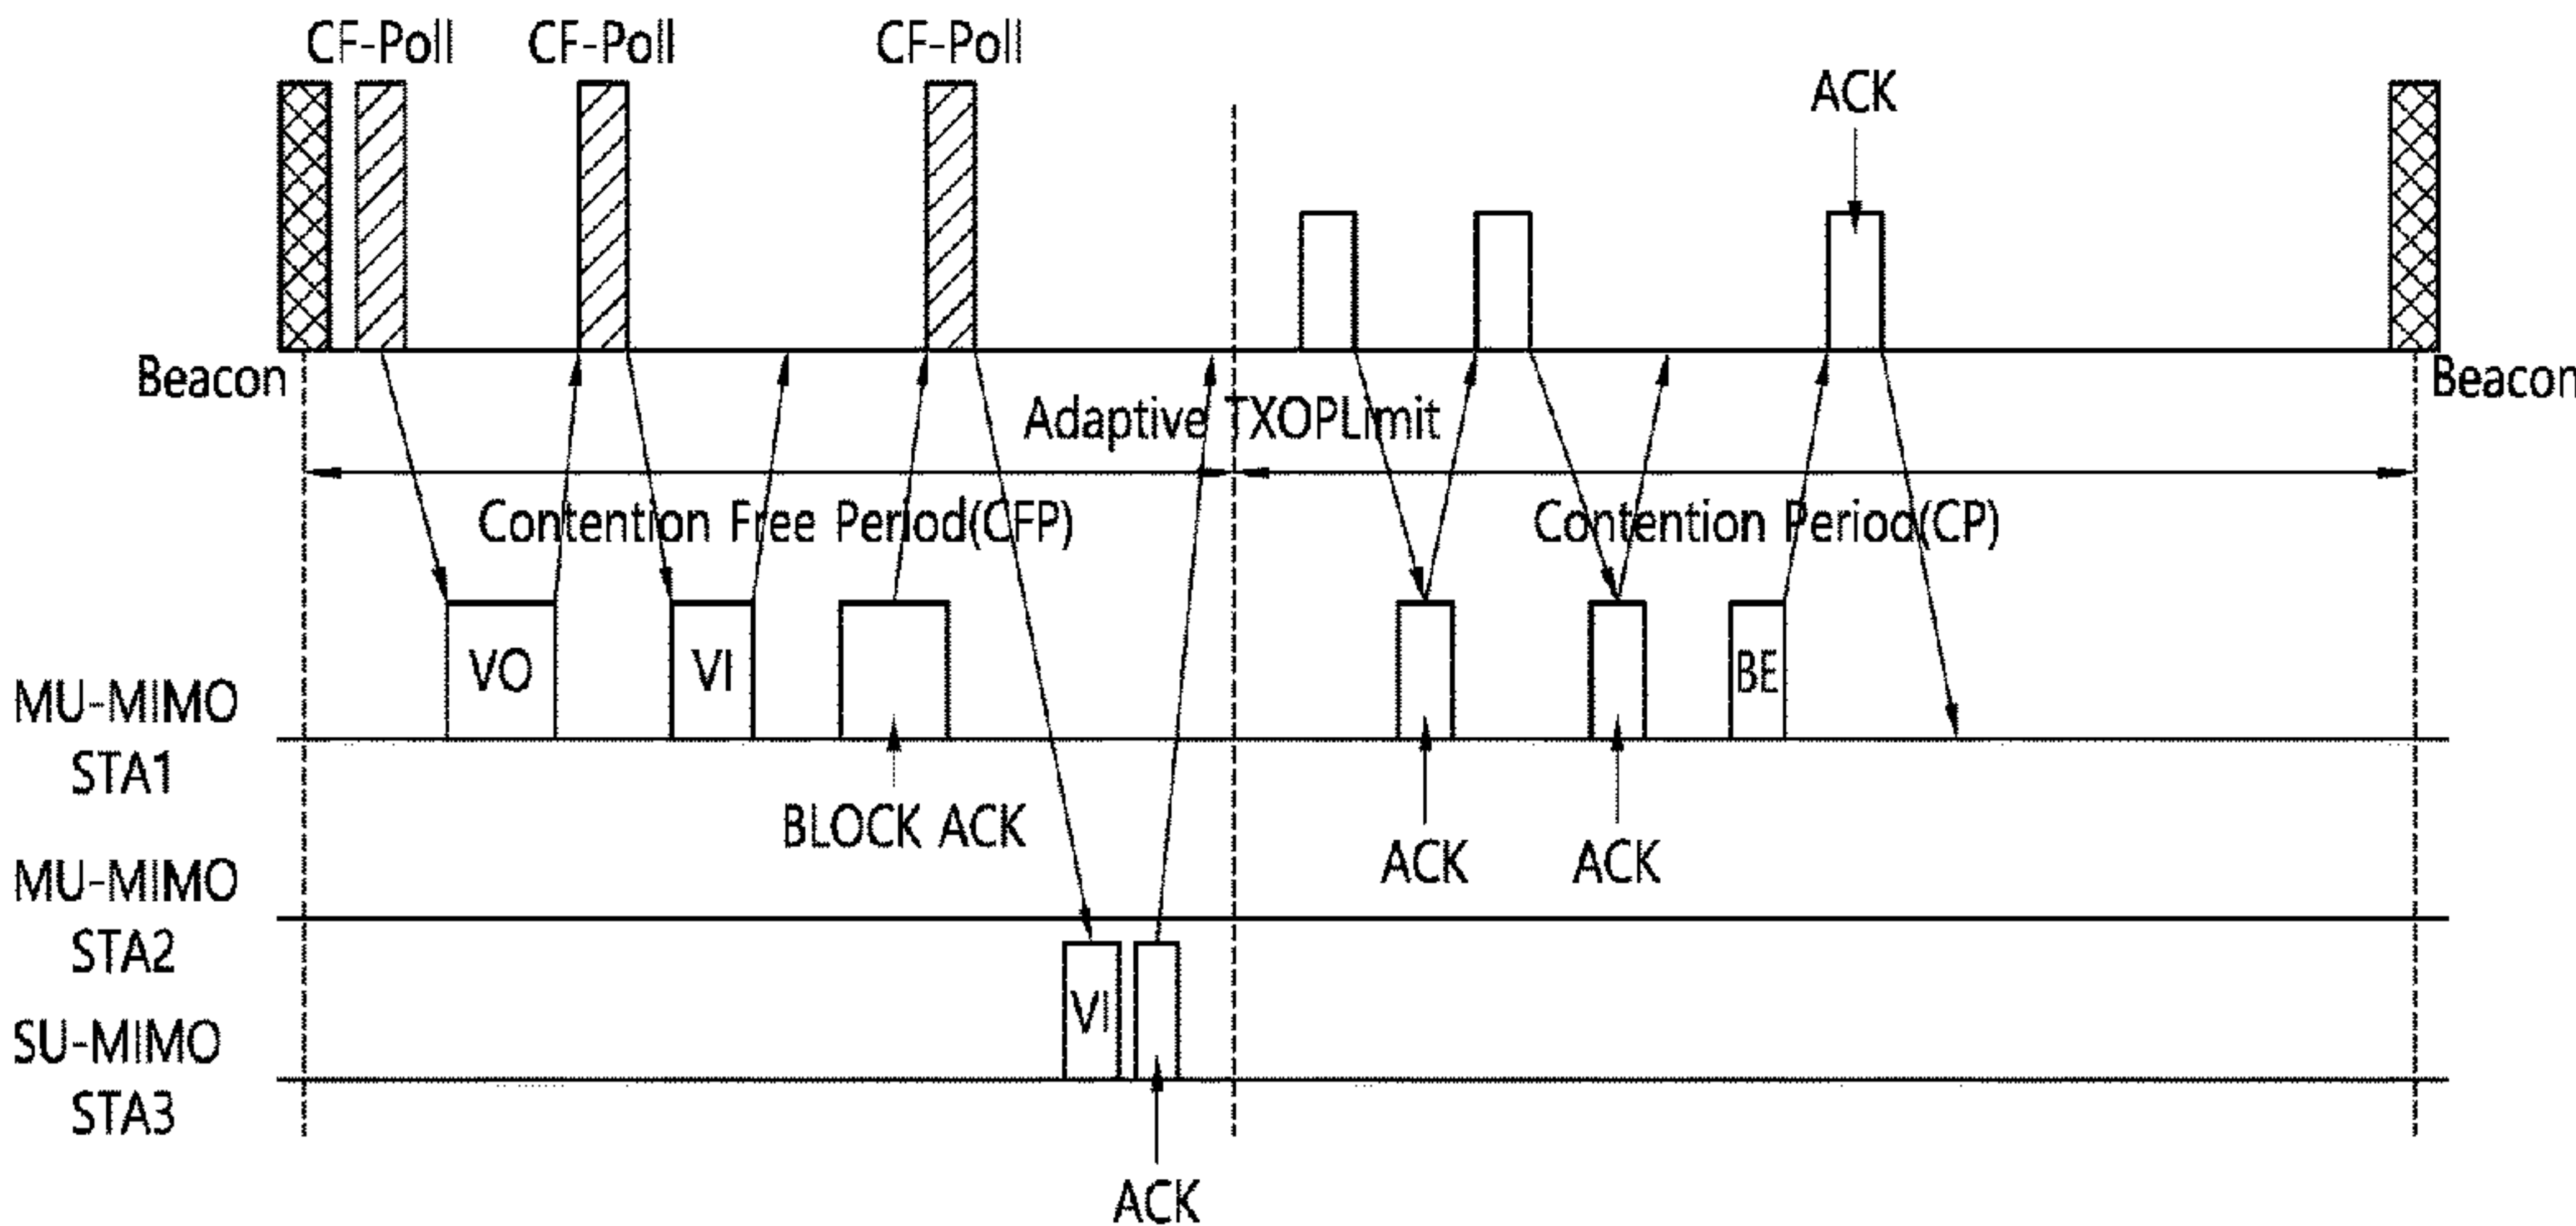 CF-Poll CF-Poll CF-Poll
ACK
Beacon
Beacon
Adaptive TXOPLimit
Contention Free Period(CFP)
Contention Period(CP)
VO
VI
BE
MU-MIMO
STA1
BLOCK ACK
ACK
ACK
MU-MIMO
STA2
VI
SU-MIMO
STA3
ACK